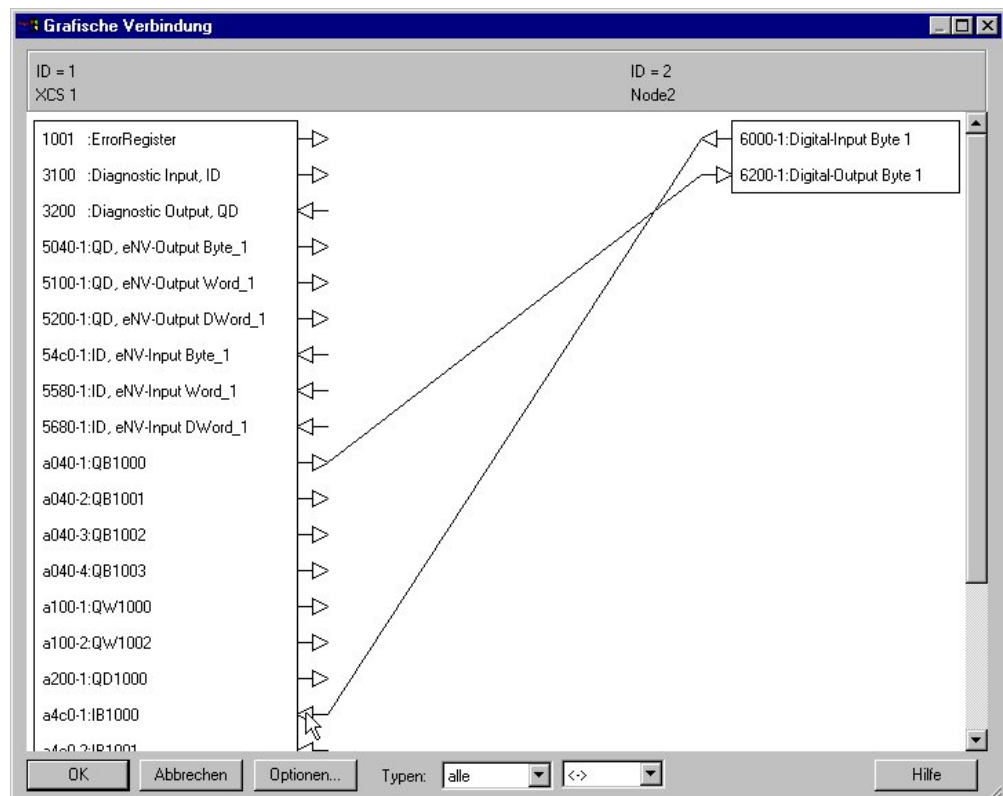 Grafische Verbindung
ID = 1
XCS 1
ID = 2
Node2
1001 :ErrorRegister
3100 :Diagnostic Input, ID
3200 :Diagnostic Output, QD
5040-1:QD, eNV-Output Byte_1
5100-1:QD, eNV-Output Word_1
5200-1:QD, eNV-Output DWord_1
54c0-1:ID, eNV-Input Byte_1
5580-1:ID, eNV-Input Word_1
5680-1:ID, eNV-Input DWord_1
a040-1:QB1000
a040-2:QB1001
a040-3:QB1002
a040-4:QB1003
a100-1:QW1000
a100-2:QW1002
a200-1:QD1000
a4c0-1:IB1000
a4c0-2:IB1001
6000-1:Digital-Input Byte 1
6200-1:Digital-Output Byte 1
OK
Abbrechen
Optionen...
Typen:
alle
<->
Hilfe